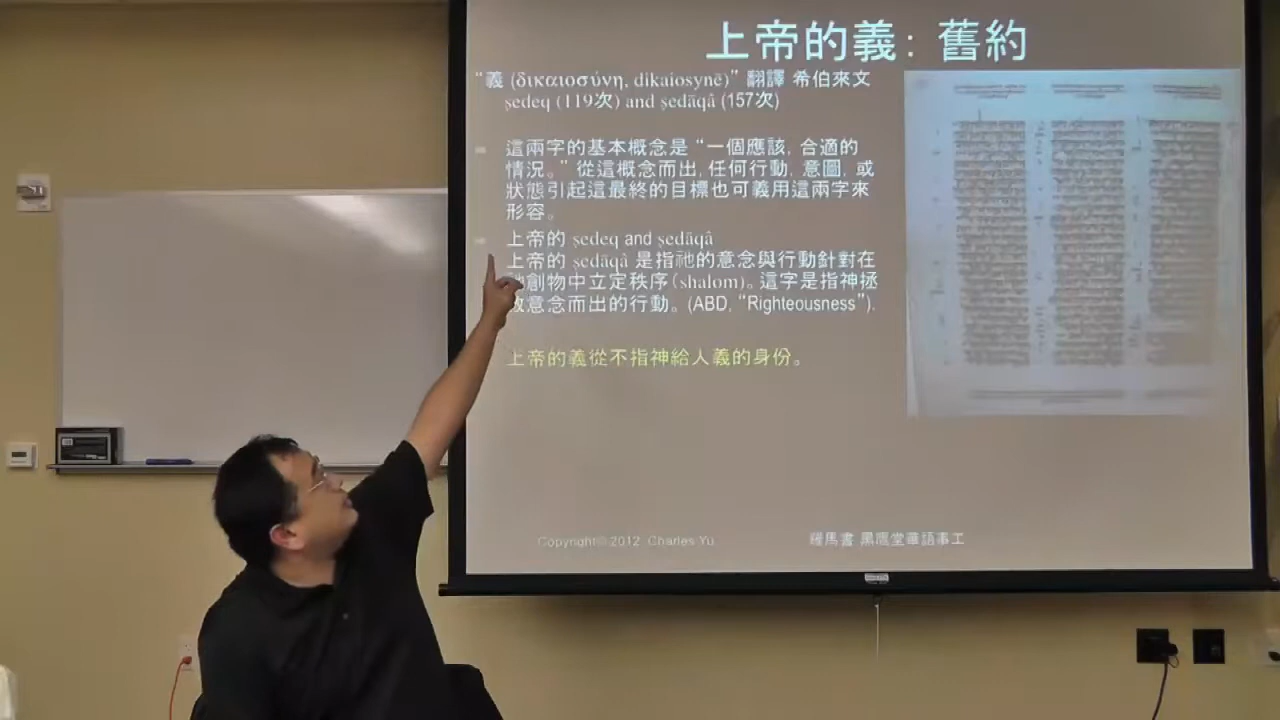 上帝的義: 舊約
“義 (δικαιοσύνη, dikaiosynē)” 翻譯 希伯來文
ṣedeq (119次) and ṣedāqâ (157次)
這兩字的基本概念是 “一個應該, 合適的
情況。” 從這概念而出, 任何行動, 意圖, 或
狀態引起這最終的目標也可義用這兩字來
形容。
上帝的 ṣedeq and ṣedāqâ
上帝的 ṣedāqâ 是指祂的意念與行動針對在
創物中立定秩序 (shalom)。這字是指神拯
意念而出的行動。(ABD, “Righteousness”).
上帝的義從不指神給人義的身份。
Copyright© 2012, Charles Yu
羅馬書 黑鷹堂華語事工